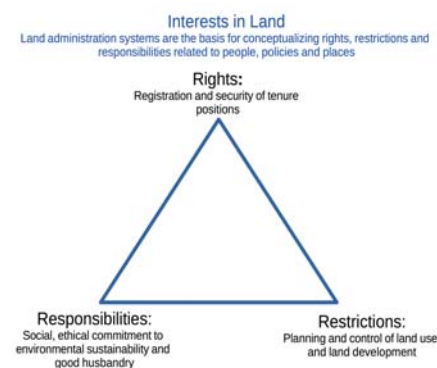 Interests in Land
Land administration systems are the basis for conceptualizing rights, restrictions and
responsibilities related to people, policies and places
Rights:
Registration and security of tenure
positions
Responsibilities:
Social, ethical commitment to
environmental sustainability and
good husbandry
Restrictions:
Planning and control of land use
and land development